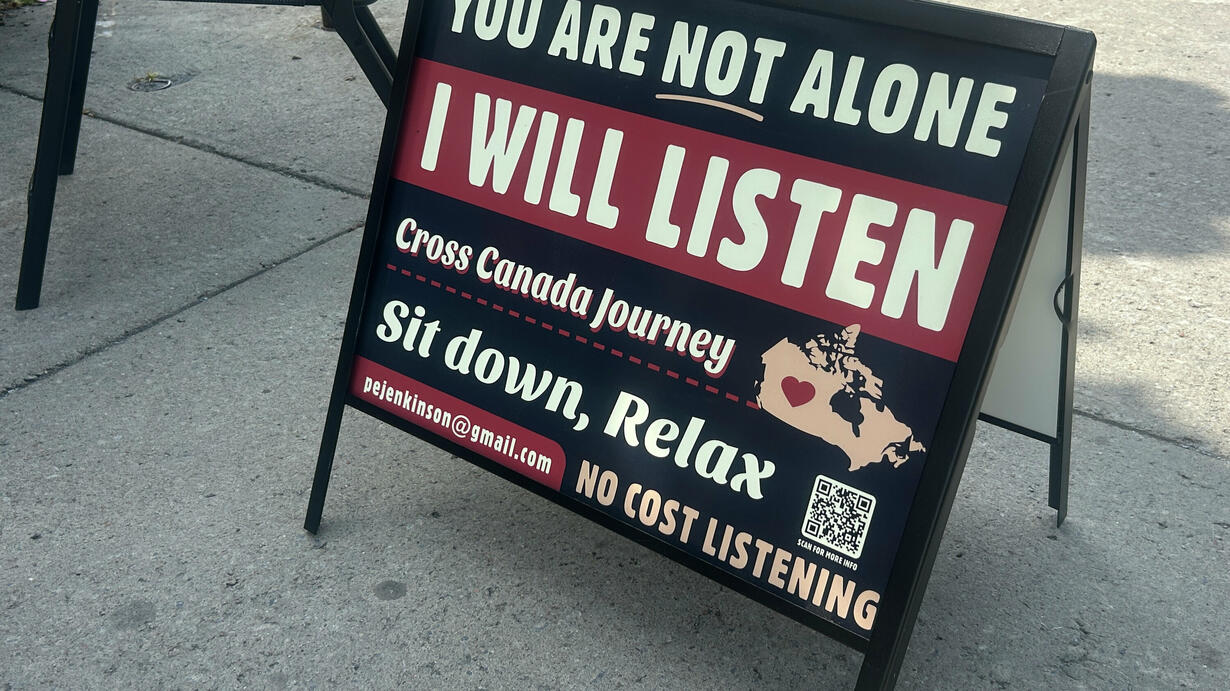 YOU ARE NOT ALONE
I WILL LISTEN
Cross Canada Journey
Sit down, Relax
pejenkinson@gmail.com
NO COST LISTENING
SCAN FOR MORE INFO